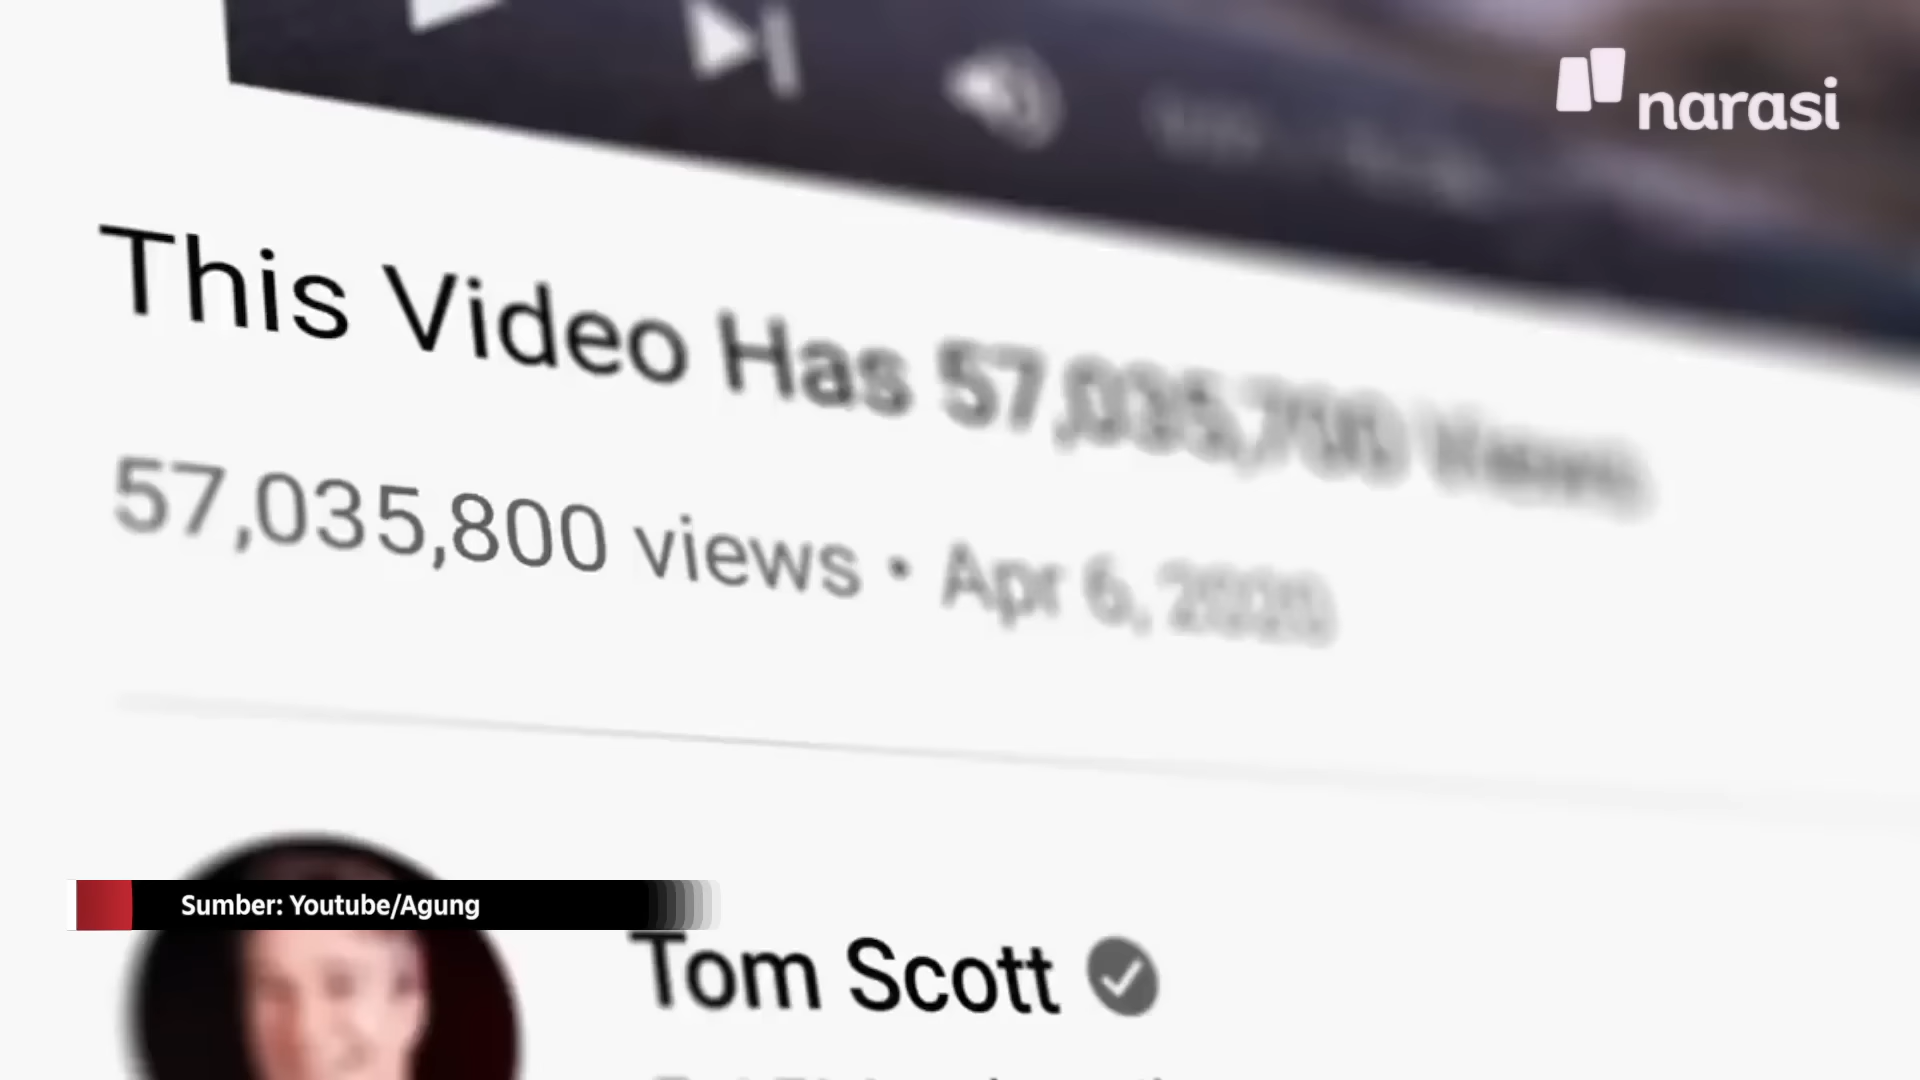 narasi
This Video Has 57,035,700 Views
57,035,800 views • Apr 6, 2020
Sumber: Youtube/Agung
Tom Scott